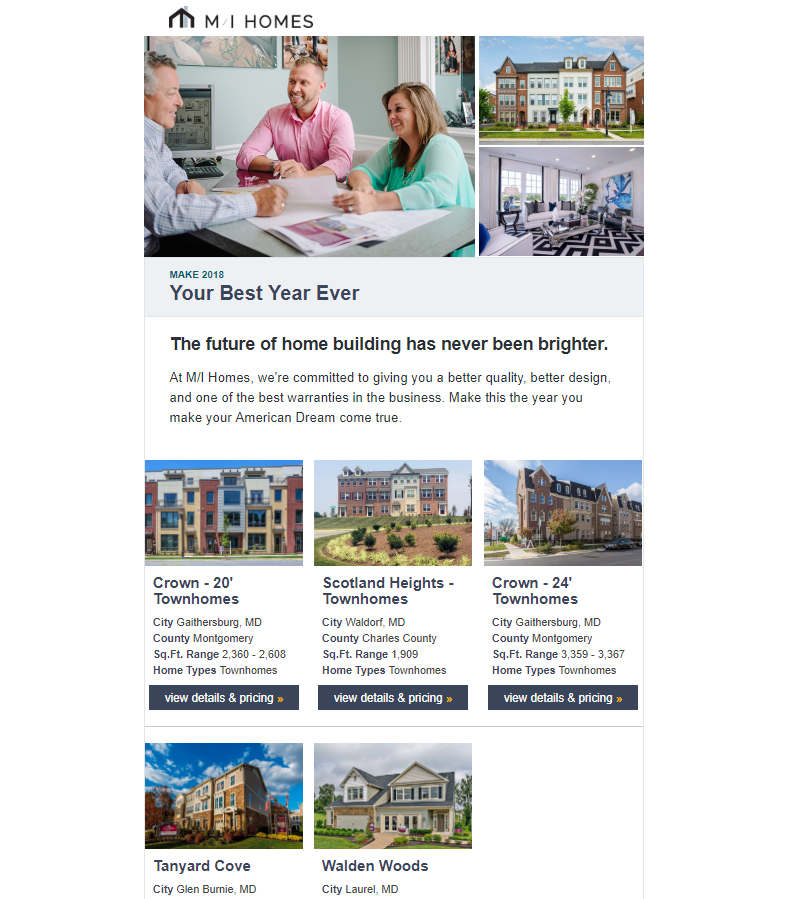 M/I HOMES
MAKE 2018
Your Best Year Ever
The future of home building has never been brighter.
At M/I Homes, we're committed to giving you a better quality, better design,
and one of the best warranties in the business. Make this the year you
make your American Dream come true.
Crown - 20'
Townhomes
City Gaithersburg, MD
County Montgomery
Sq.Ft. Range 2,360 - 2,608
Home Types Townhomes
view details & pricing »
Scotland Heights -
Townhomes
City Waldorf, MD
County Charles County
Sq.Ft. Range 1,909
Home Types Townhomes
view details & pricing »
Crown - 24'
Townhomes
City Gaithersburg, MD
County Montgomery
Sq.Ft. Range 3,359 - 3,367
Home Types Townhomes
view details & pricing »
Tanyard Cove
City Glen Burnie, MD
Walden Woods
City Laurel, MD